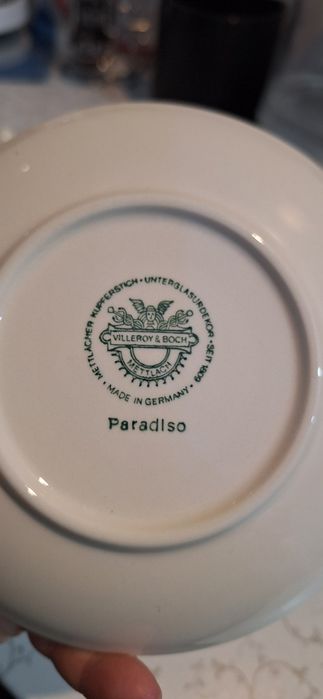 METTLACHER KUPFERSTICH · UNTERGLASURDEKOR · SEIT 1809 ·
VILLEROY & BOCH
METTLACH
MADE IN GERMANY
Paradiso